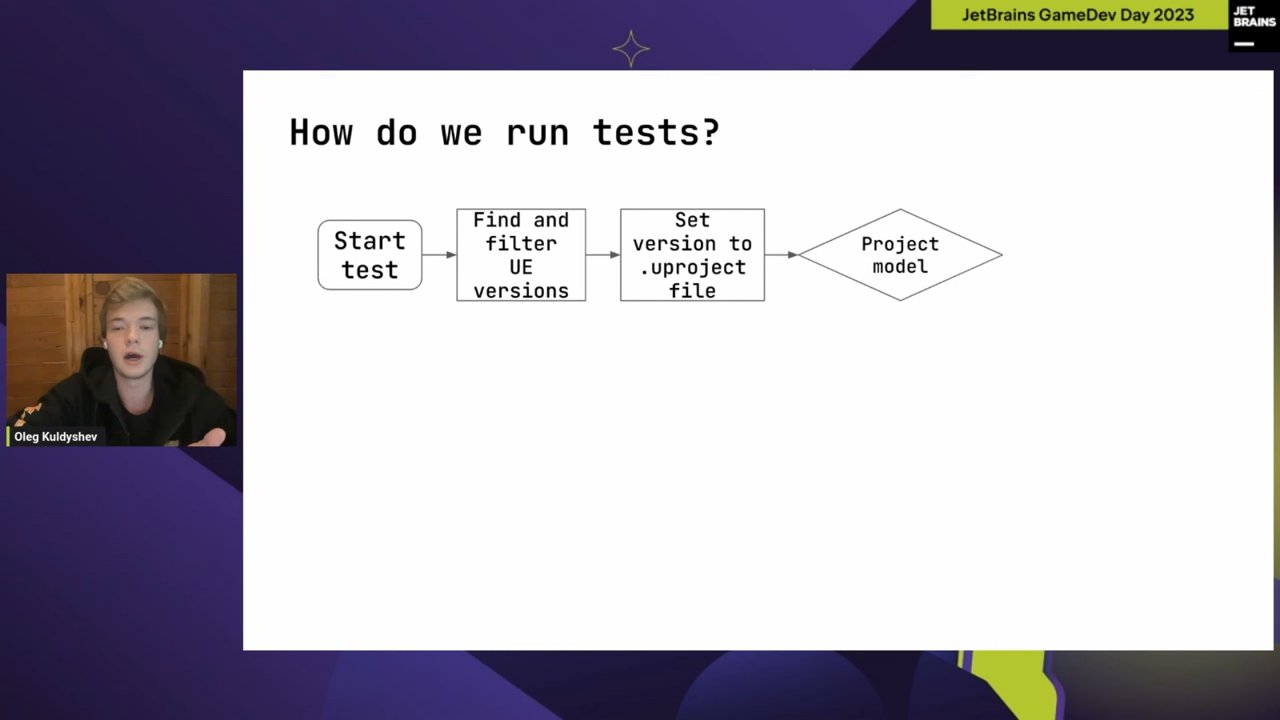 JetBrains GameDev Day 2023
JET
BRAINS
How do we run tests?
Start
test
Find and
filter
UE
versions
Set
version to
.uproject
file
Project
model
Oleg Kuldyshev